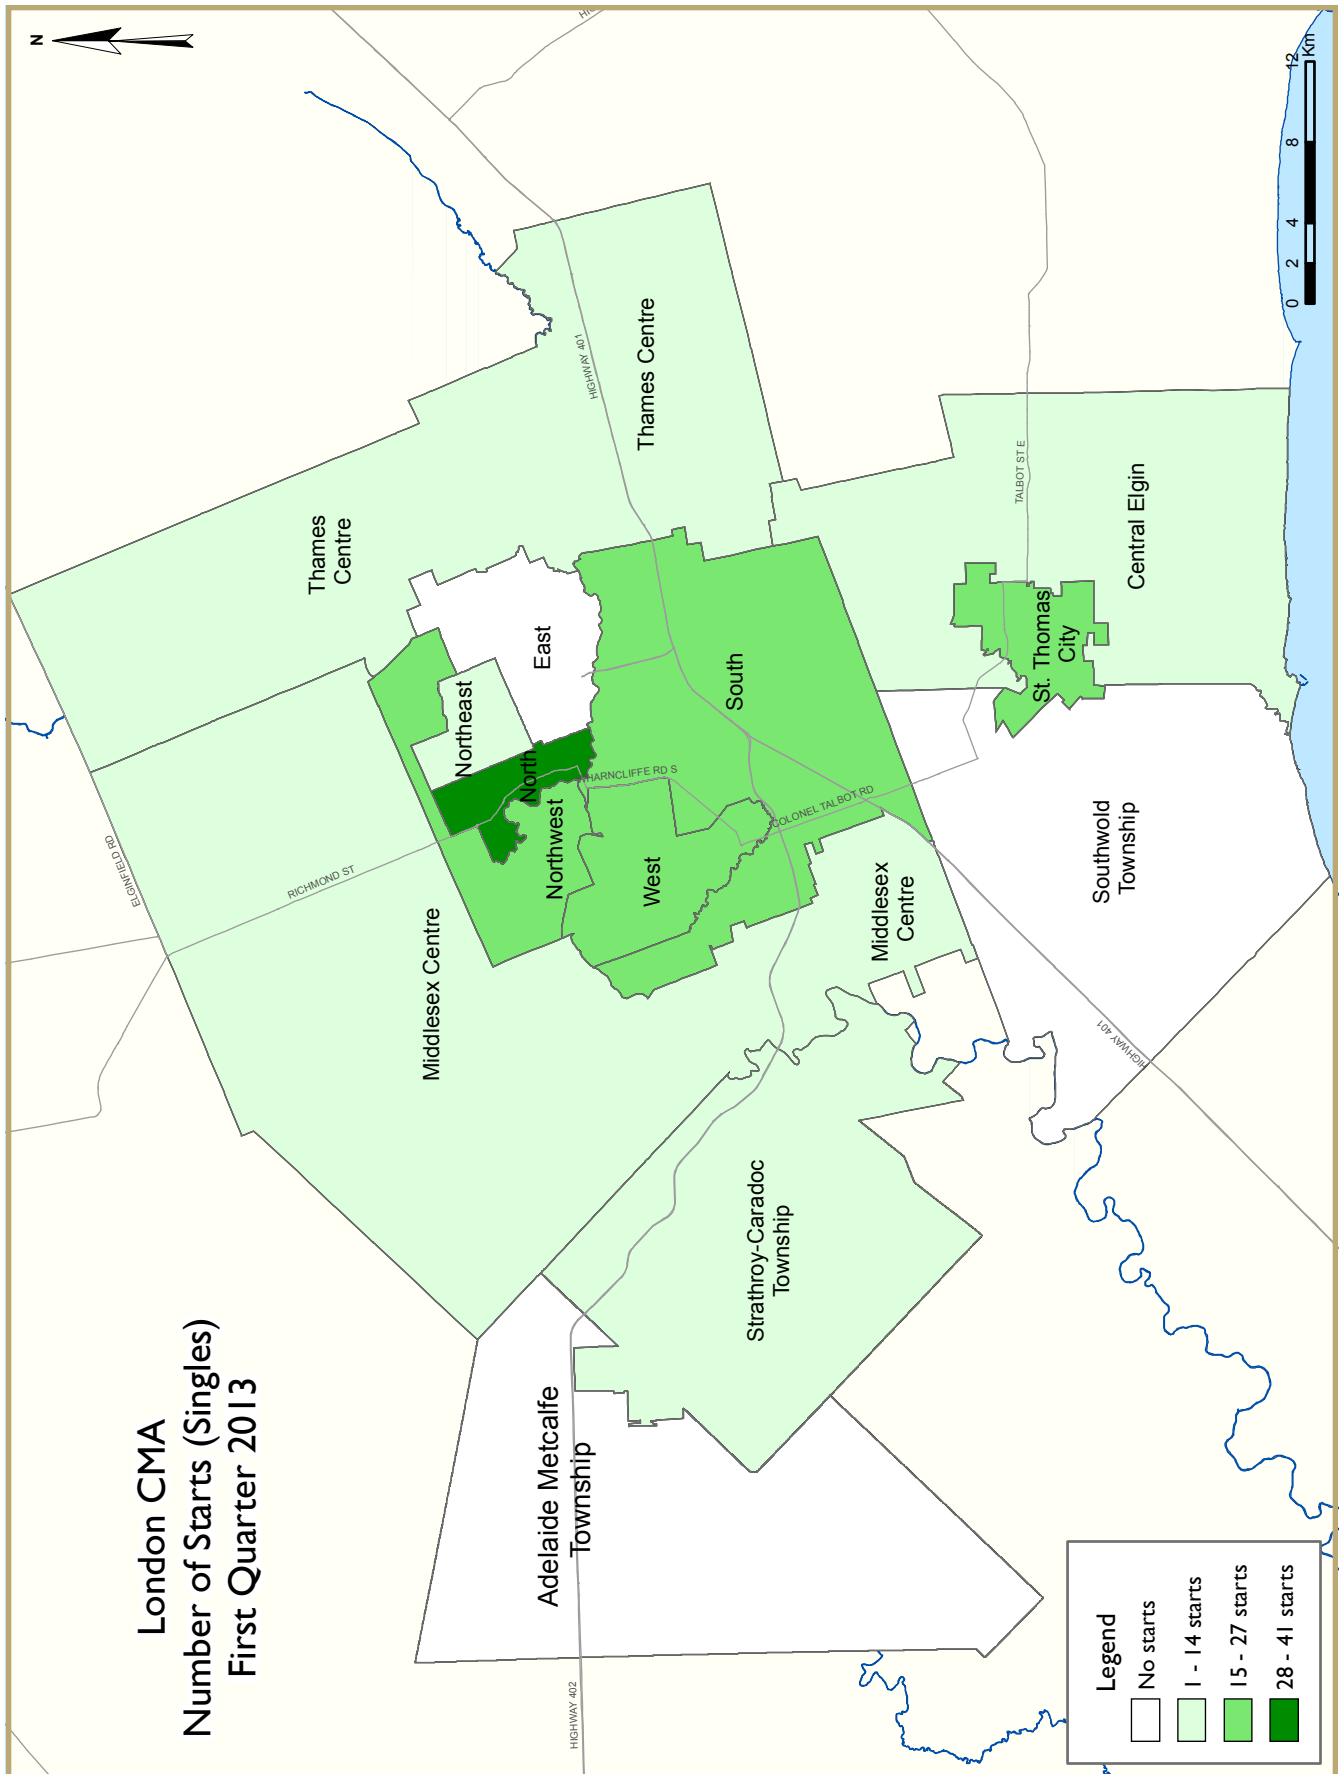 London CMA
Number of Starts (Singles)
First Quarter 2013
N
ELGINFIELD RD
RICHMOND ST
Thames
Centre
Middlesex Centre
Northeast
North
East
Northwest
HIGHWAY 401
Thames Centre
WHARNCLIFFE RD S
West
South
Adelaide Metcalfe
Township
HIGHWAY 402
Strathroy-Caradoc
Township
COLONEL TALBOT RD
Middlesex
Centre
TALBOT ST E
St. Thomas
City
Central Elgin
Southwold
Township
HIGHWAY 401
Legend
No starts
1 - 14 starts
15 - 27 starts
28 - 41 starts
0 2 4 8 12
Km